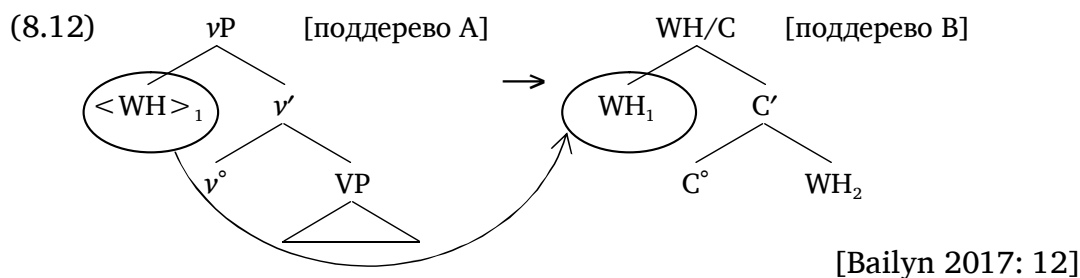 (8.12) vP [поддерево A] WH/C [поддерево B]
<WH>₁ v′ WH₁ C′
v° VP C° WH₂
[Bailyn 2017: 12]